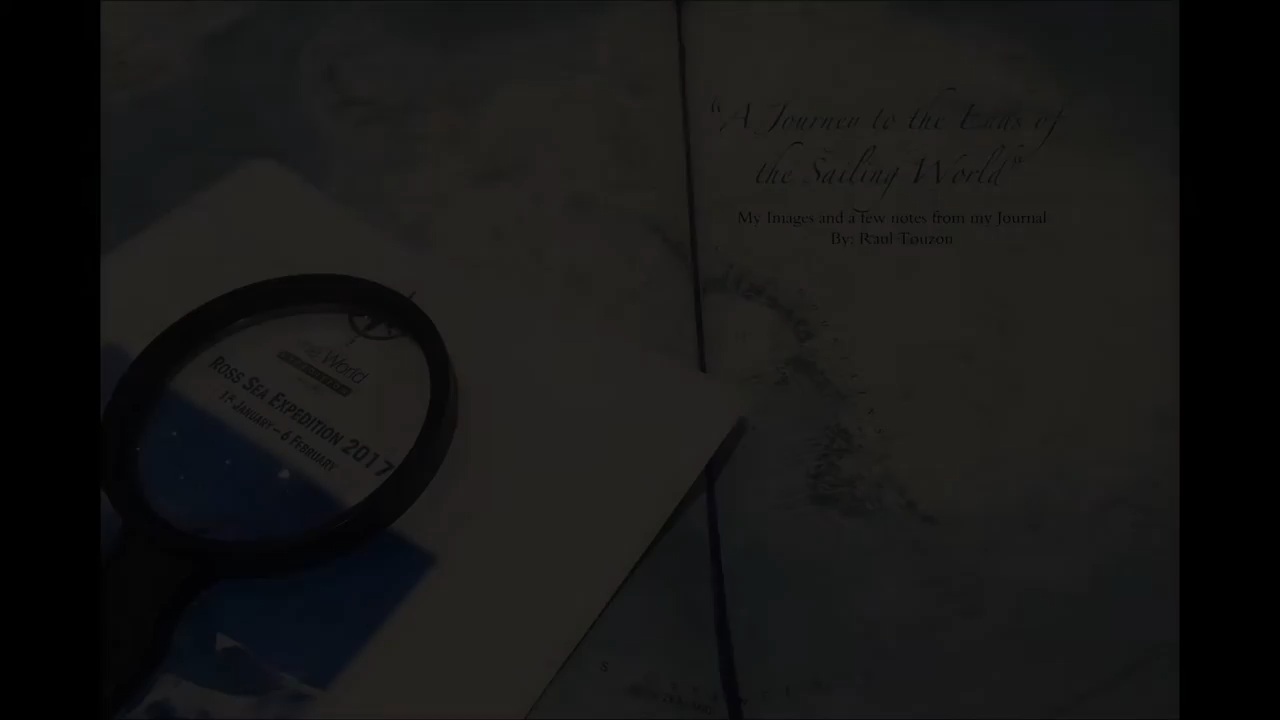 "A Journey to the Ends of
the Sailing World"
My Images and a few notes from my Journal
By: Raul Touzon
The World
ROSS SEA EXPEDITION 2017
JANUARY – 6 FEBRUARY
S